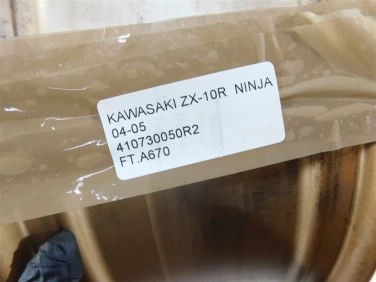 KAWASAKI ZX-10R NINJA
04-05
410730050R2
FT.A670